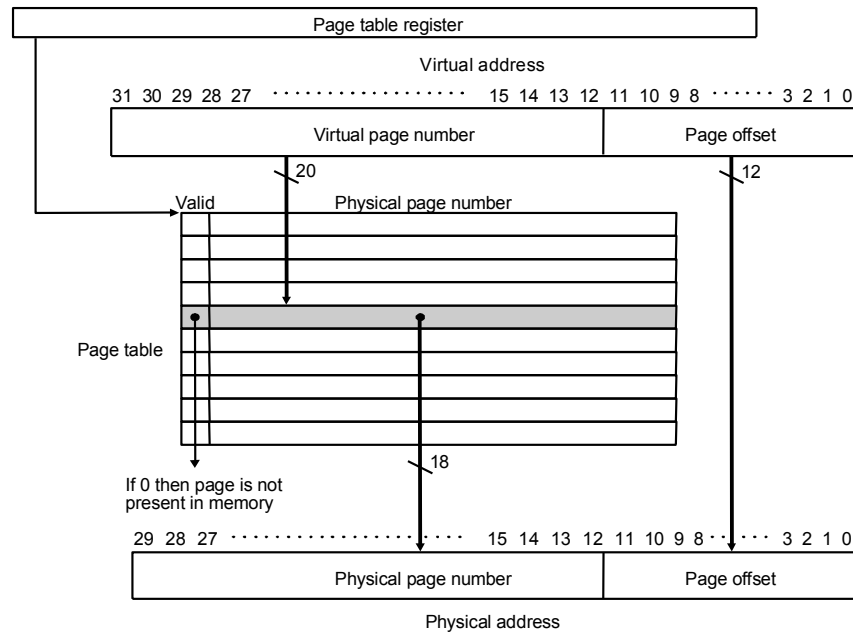 Page table register
Virtual address
31 30 29 28 27 ........................ 15 14 13 12 11 10 9 8 ...... 3 2 1 0
Virtual page number Page offset
20 12
Valid Physical page number
Page table
18
If 0 then page is not
present in memory
29 28 27 ........................ 15 14 13 12 11 10 9 8 ...... 3 2 1 0
Physical page number Page offset
Physical address